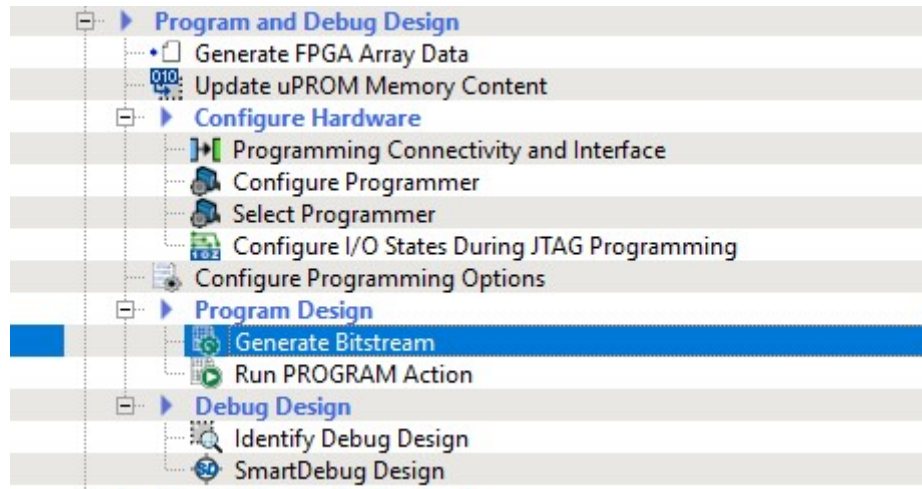 Program and Debug Design
Generate FPGA Array Data
Update uPROM Memory Content
Configure Hardware
Programming Connectivity and Interface
Configure Programmer
Select Programmer
Configure I/O States During JTAG Programming
Configure Programming Options
Program Design
Generate Bitstream
Run PROGRAM Action
Debug Design
Identify Debug Design
SmartDebug Design